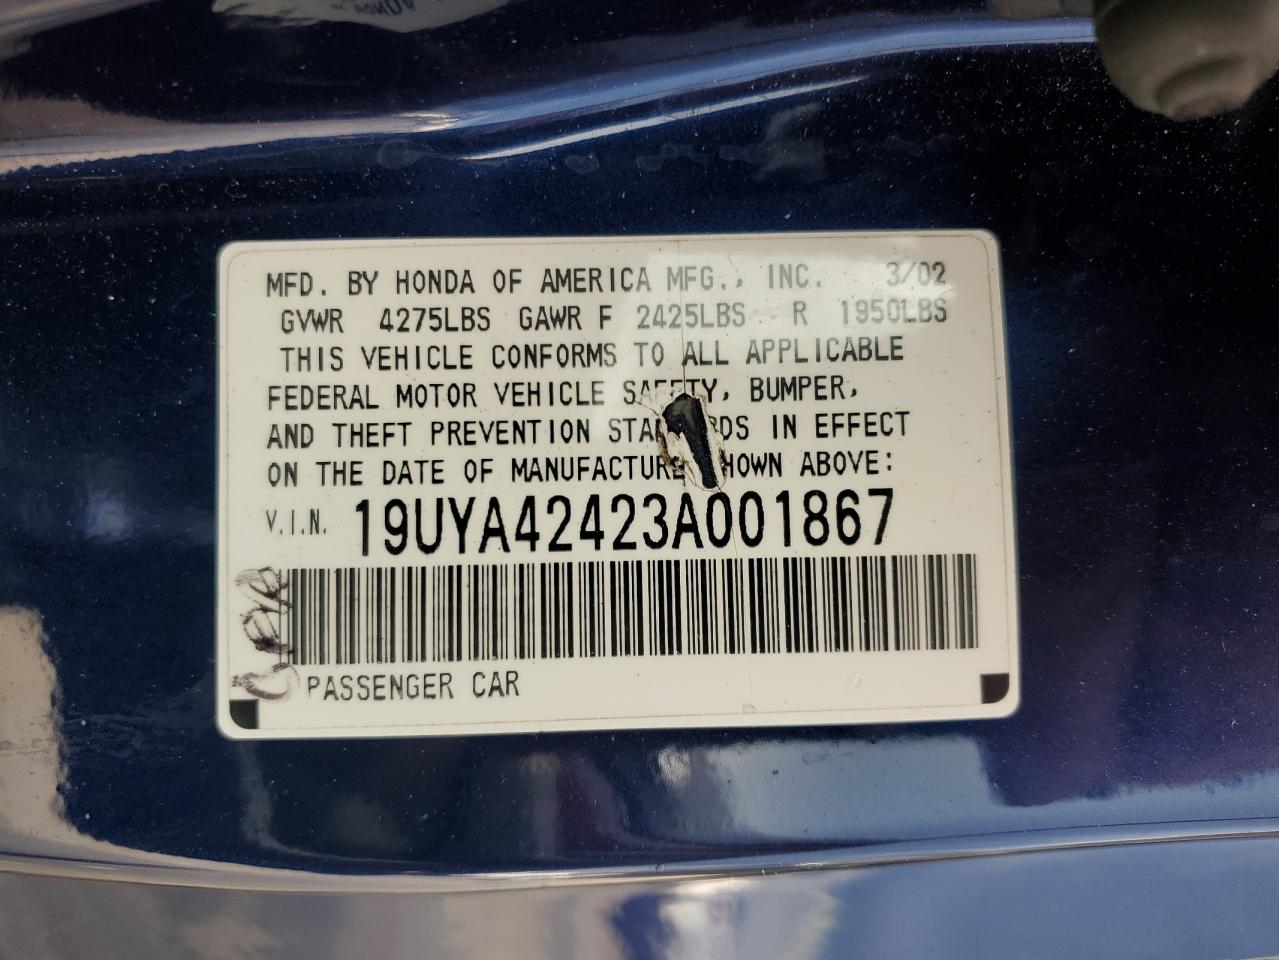 MFD. BY HONDA OF AMERICA MFG., INC. 3/02
GVWR 4275LBS GAWR F 2425LBS R 1950LBS
THIS VEHICLE CONFORMS TO ALL APPLICABLE
FEDERAL MOTOR VEHICLE SAFETY, BUMPER,
AND THEFT PREVENTION STANDARDS IN EFFECT
ON THE DATE OF MANUFACTURE SHOWN ABOVE:
V.I.N. 19UYA42423A001867
PASSENGER CAR